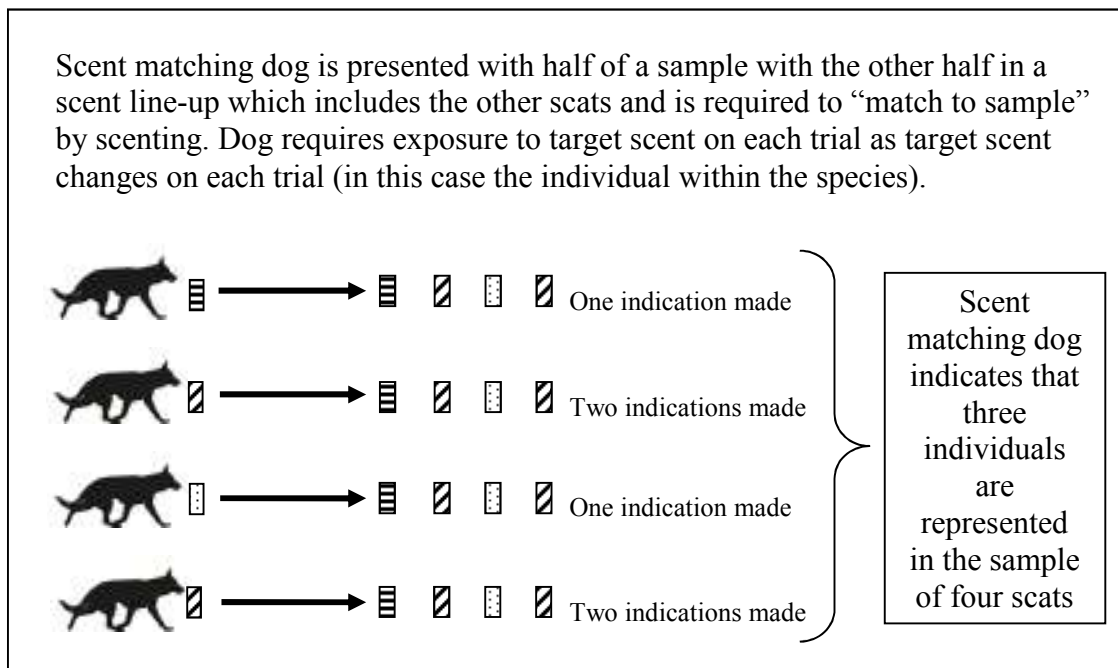 Scent matching dog is presented with half of a sample with the other half in a
scent line-up which includes the other scats and is required to “match to sample”
by scenting. Dog requires exposure to target scent on each trial as target scent
changes on each trial (in this case the individual within the species).
One indication made
Two indications made
One indication made
Two indications made
Scent
matching dog
indicates that
three
individuals
are
represented
in the sample
of four scats